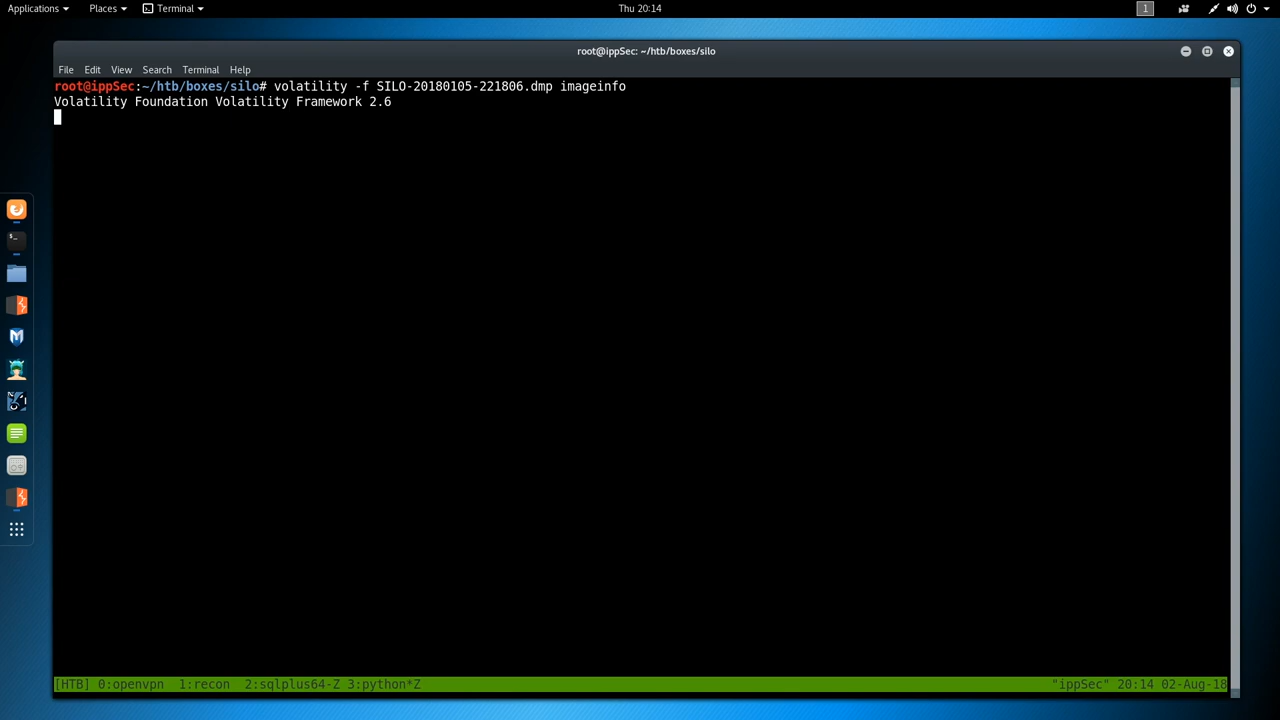 Applications Places Terminal Thu 20:14 1
root@ippSec: ~/htb/boxes/silo
File Edit View Search Terminal Help
root@ippSec:~/htb/boxes/silo# volatility -f SILO-20180105-221806.dmp imageinfo
Volatility Foundation Volatility Framework 2.6
[HTB] 0:openvpn 1:recon 2:sqlplus64-Z 3:python*Z "ippSec" 20:14 02-Aug-18